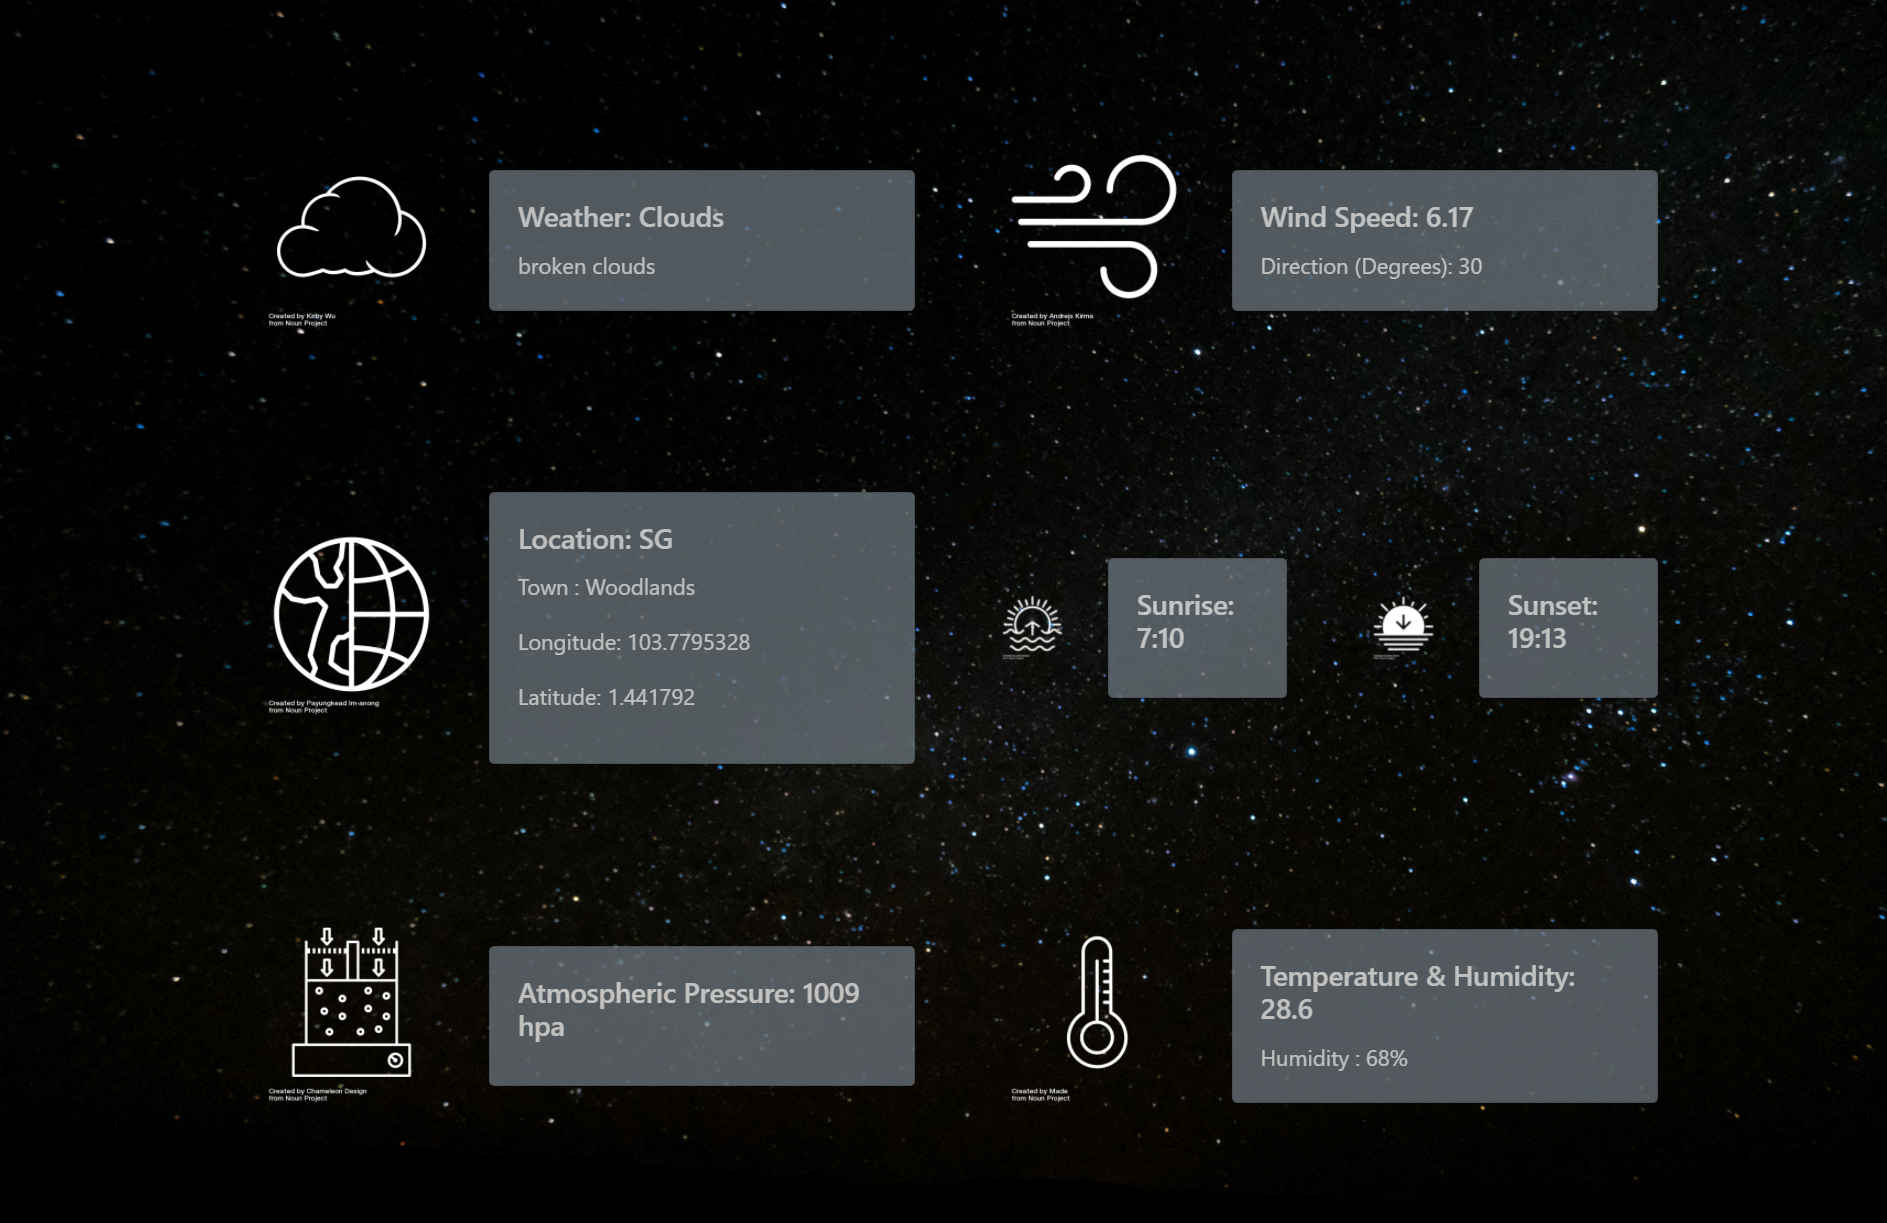 Weather: Clouds
broken clouds
Created by Kirby Wu
from Noun Project
Wind Speed: 6.17
Direction (Degrees): 30
Created by Andrejs Kirma
from Noun Project
Location: SG
Town : Woodlands
Longitude: 103.7795328
Latitude: 1.441792
Created by Payungkead Im-anong
from Noun Project
Sunrise:
7:10
Sunset:
19:13
Atmospheric Pressure: 1009
hpa
Created by Chameleon Design
from Noun Project
Temperature & Humidity:
28.6
Humidity : 68%
Created by Made
from Noun Project